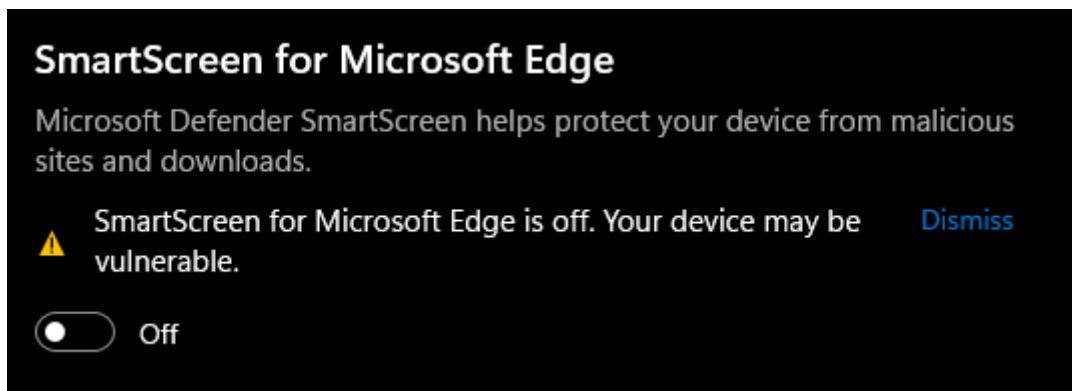 SmartScreen for Microsoft Edge
Microsoft Defender SmartScreen helps protect your device from malicious
sites and downloads.
SmartScreen for Microsoft Edge is off. Your device may be Dismiss
vulnerable.
Off